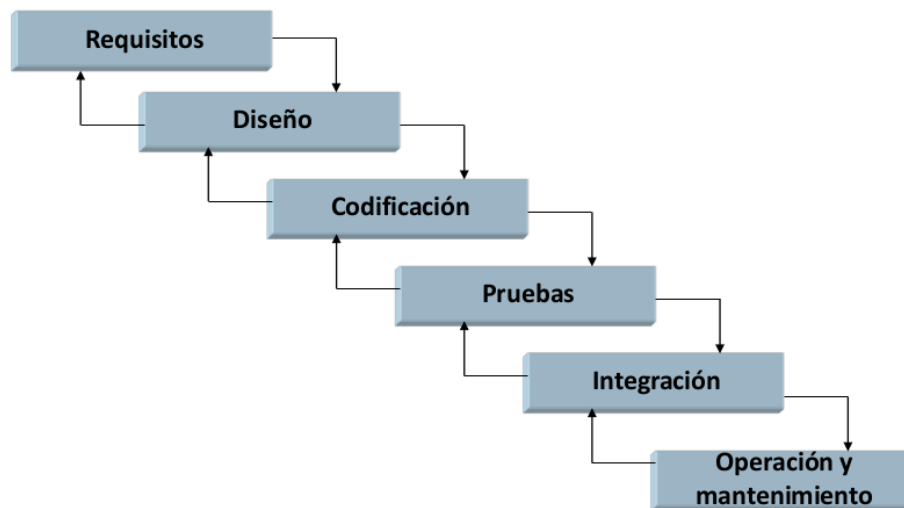 Requisitos
Diseño
Codificación
Pruebas
Integración
Operación y
mantenimiento